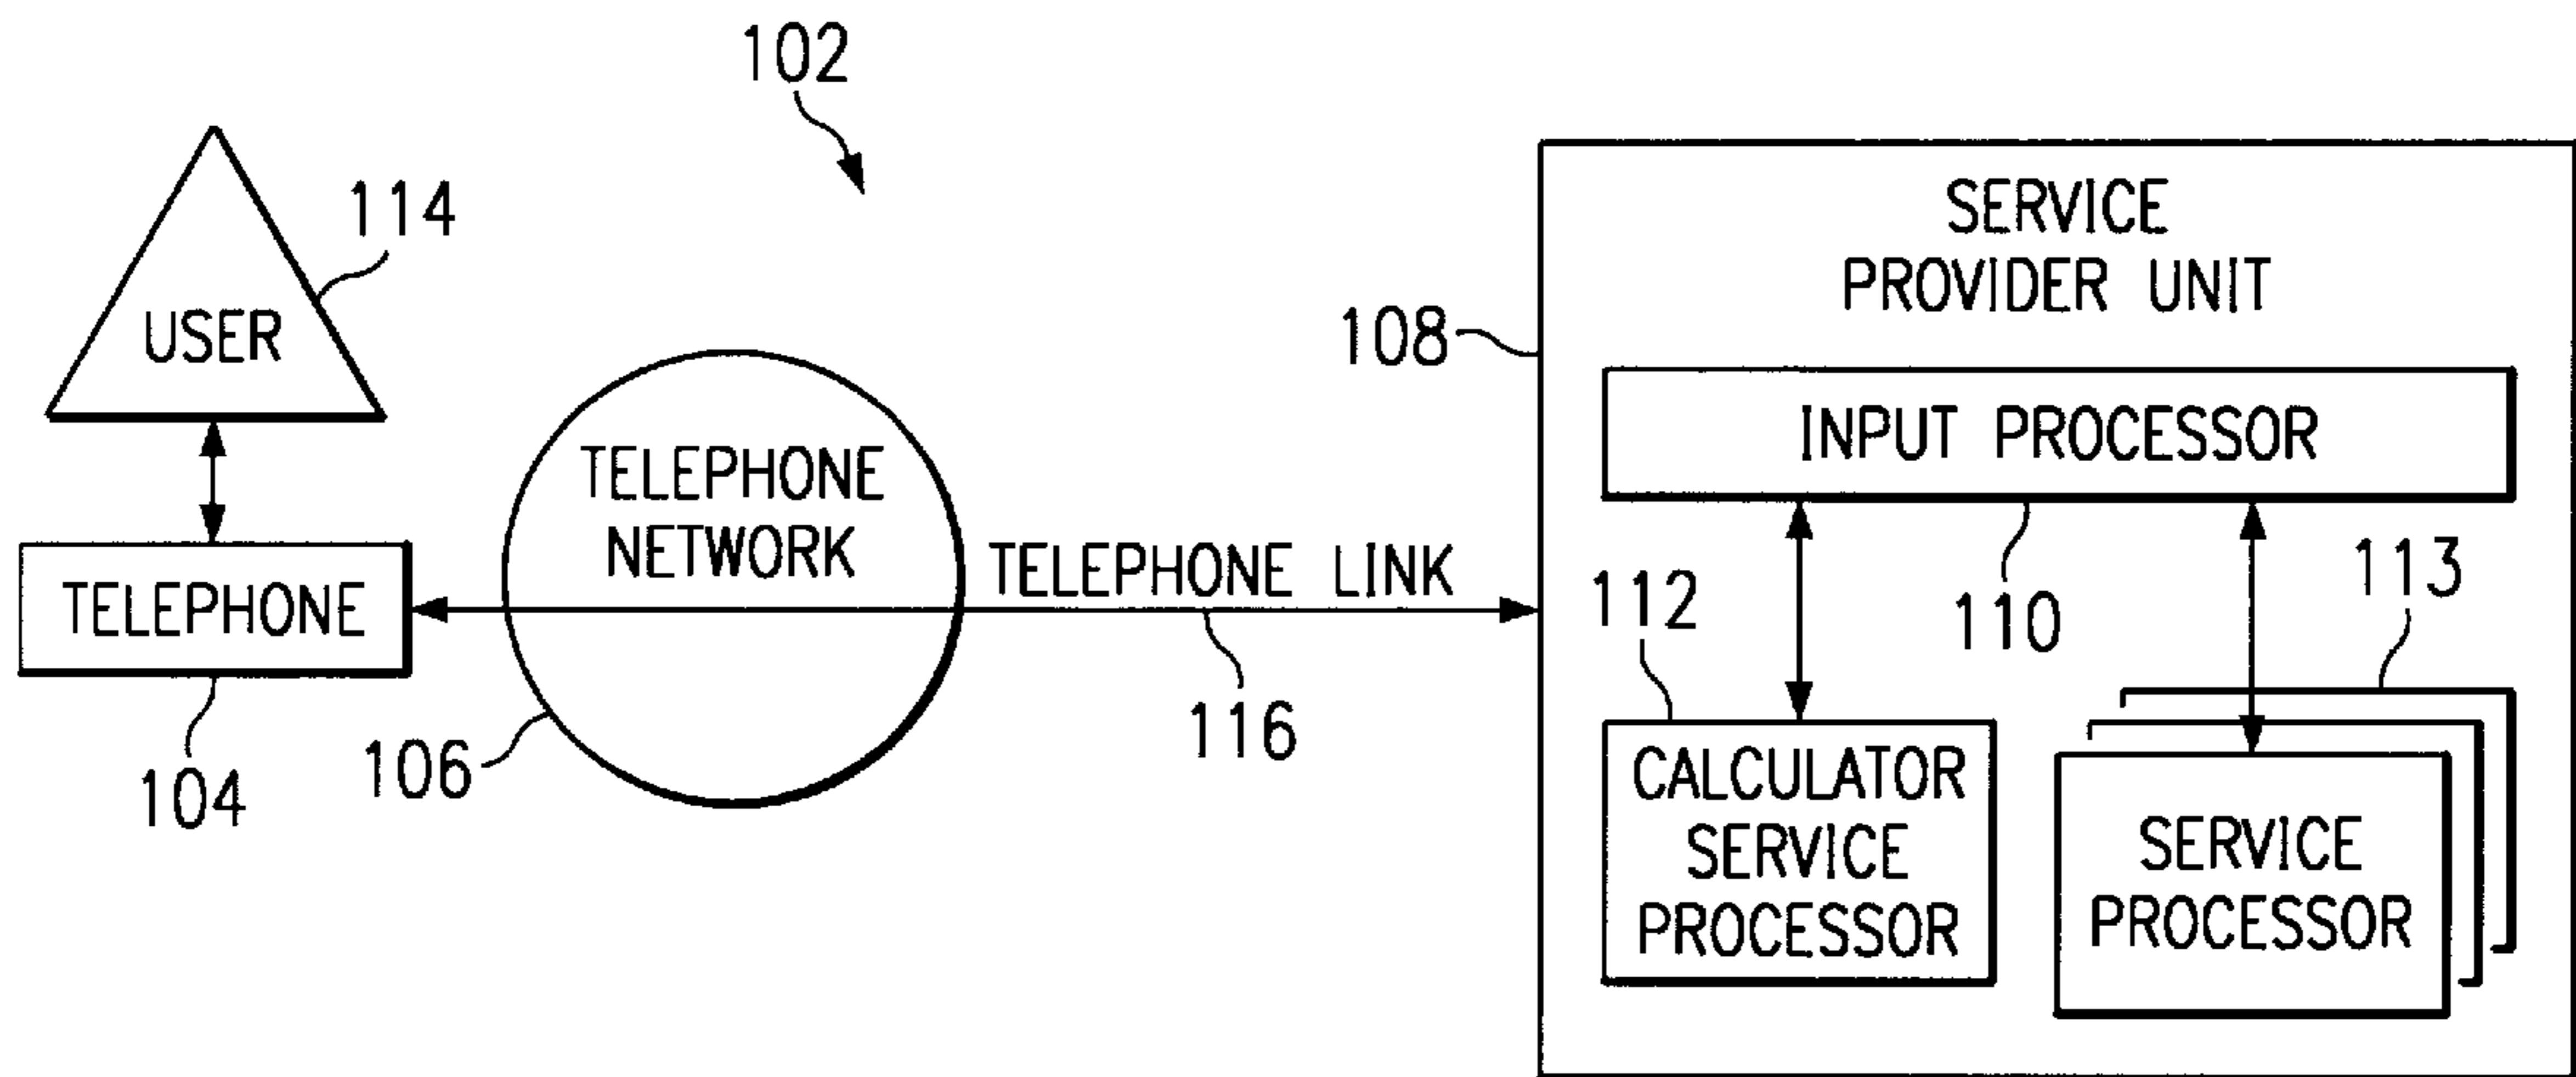 102
114
USER
TELEPHONE
104
TELEPHONE
NETWORK
106
TELEPHONE LINK
116
108
SERVICE
PROVIDER UNIT
INPUT PROCESSOR
110
112
CALCULATOR
SERVICE
PROCESSOR
113
SERVICE
PROCESSOR